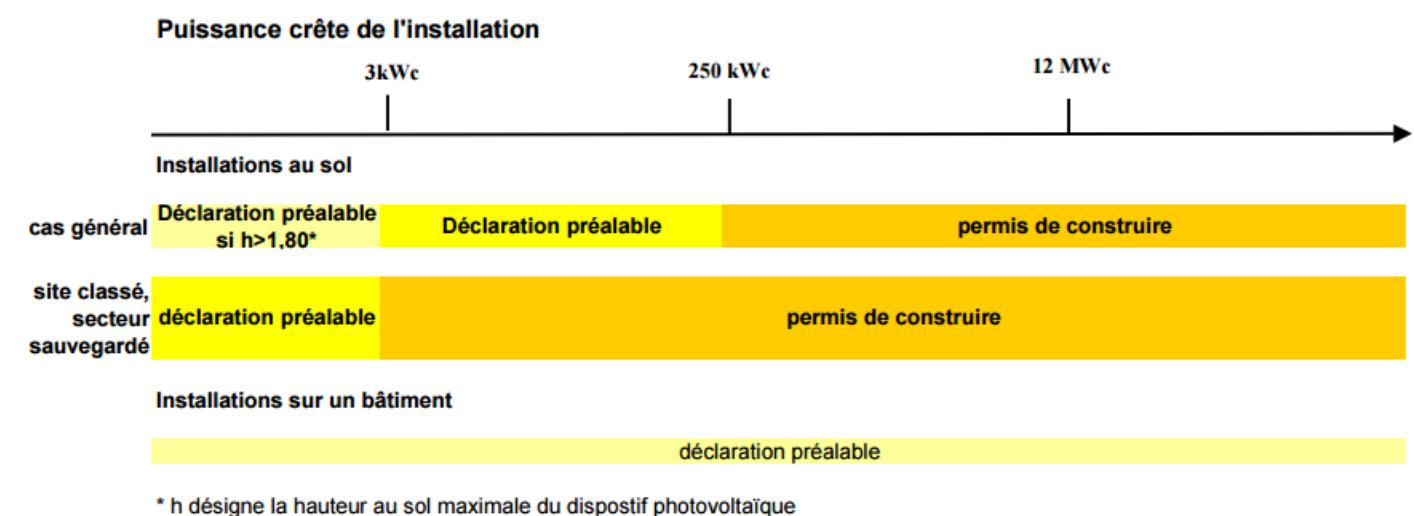 Puissance crête de l'installation
3kWc 250 kWc 12 MWc
Installations au sol
cas général
Déclaration préalable
si h>1,80*
Déclaration préalable
permis de construire
site classé,
secteur
sauvegardé
déclaration préalable
permis de construire
Installations sur un bâtiment
déclaration préalable
* h désigne la hauteur au sol maximale du dispostif photovoltaïque